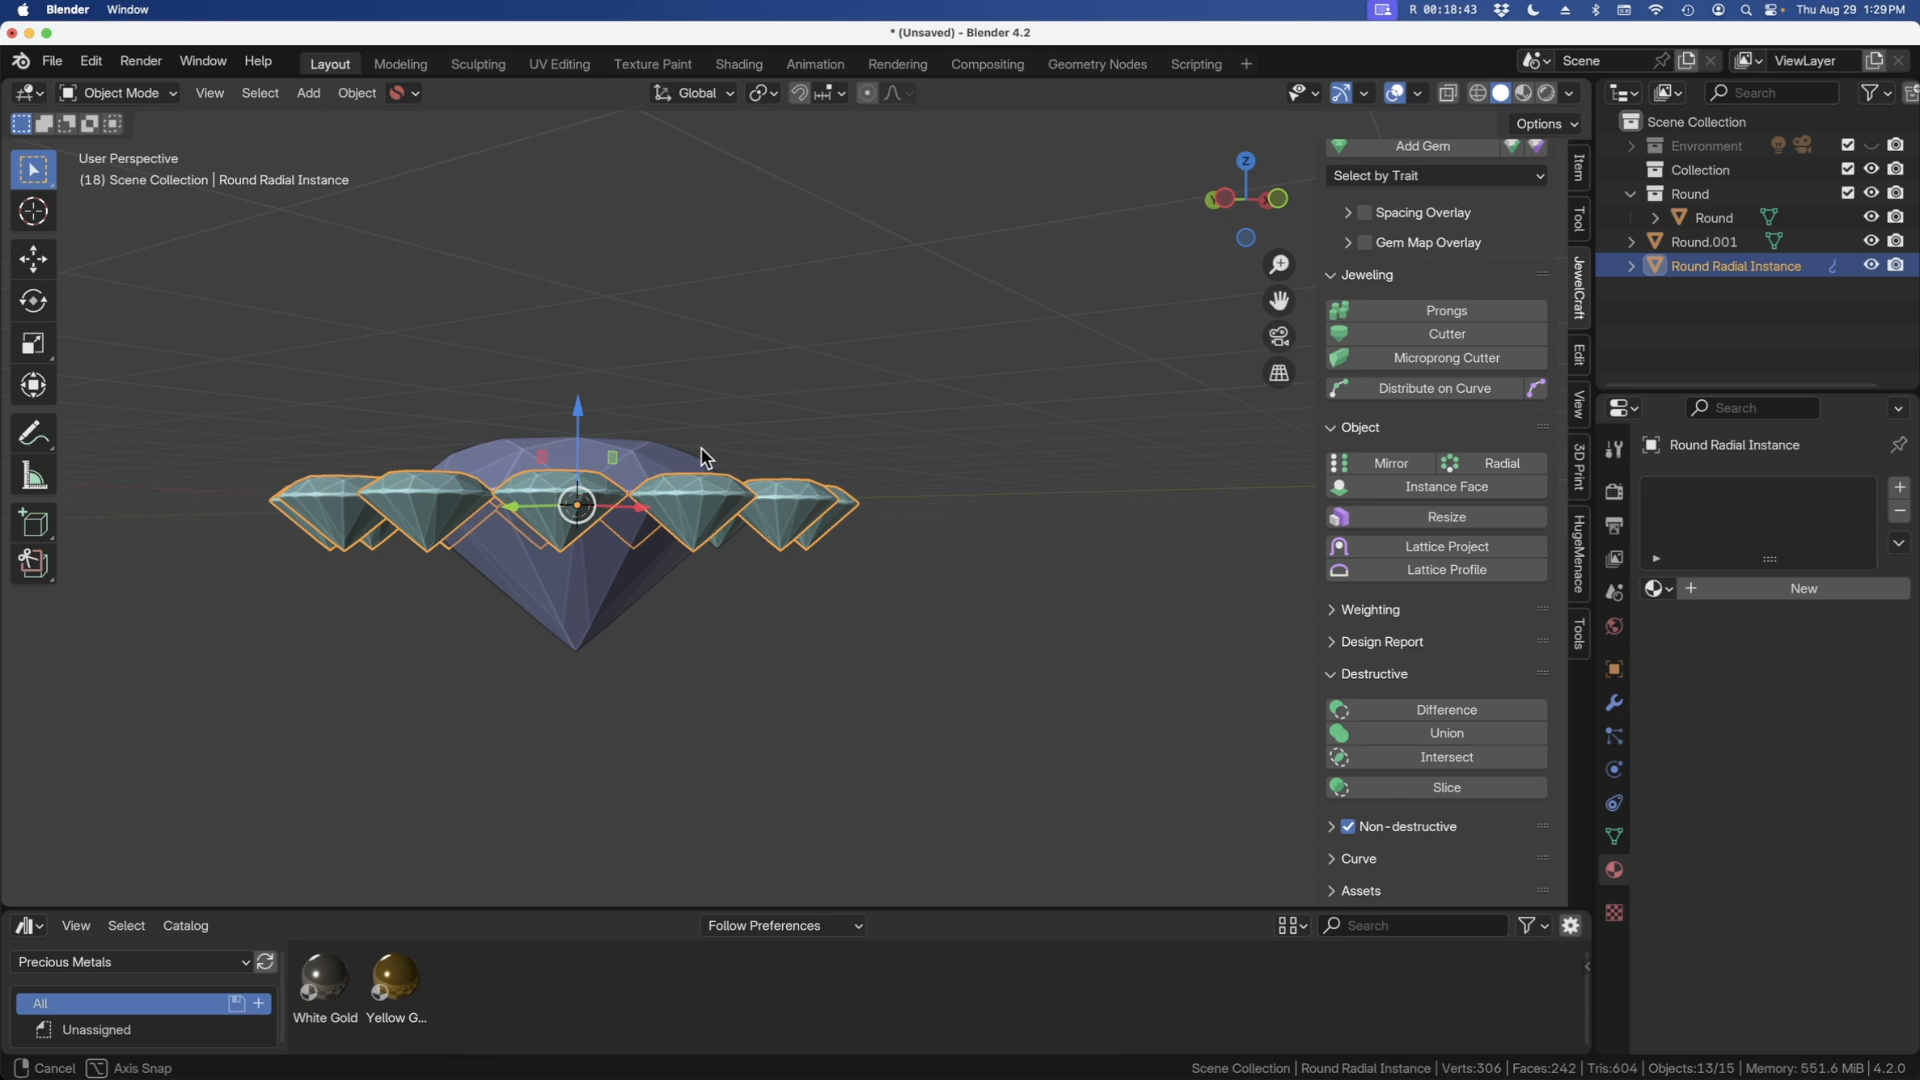 Blender Window R 00:18:43 Thu Aug 29 1:29PM
* (Unsaved) - Blender 4.2
File Edit Render Window Help Layout Modeling Sculpting UV Editing Texture Paint Shading Animation Rendering Compositing Geometry Nodes Scripting + Scene ViewLayer
Object Mode View Select Add Object Global Search
Options
User Perspective
(18) Scene Collection | Round Radial Instance
Z
Y
X
Add Gem
Select by Trait
Spacing Overlay
Gem Map Overlay
Jeweling
Prongs
Cutter
Microprong Cutter
Distribute on Curve
Object
Mirror Radial
Instance Face
Resize
Lattice Project
Lattice Profile
Weighting
Design Report
Destructive
Difference
Union
Intersect
Slice
Non-destructive
Curve
Assets
Item
Tool
JewelCraft
Edit
View
3D Print
HugeMenace
Tools
Scene Collection
Environment
Collection
Round
Round
Round.001
Round Radial Instance
Search
Round Radial Instance
New
View Select Catalog Follow Preferences Search
Precious Metals
All
Unassigned
White Gold Yellow G...
Cancel Axis Snap Scene Collection | Round Radial Instance | Verts:306 | Faces:242 | Tris:604 | Objects:13/15 | Memory: 551.6 MiB | 4.2.0